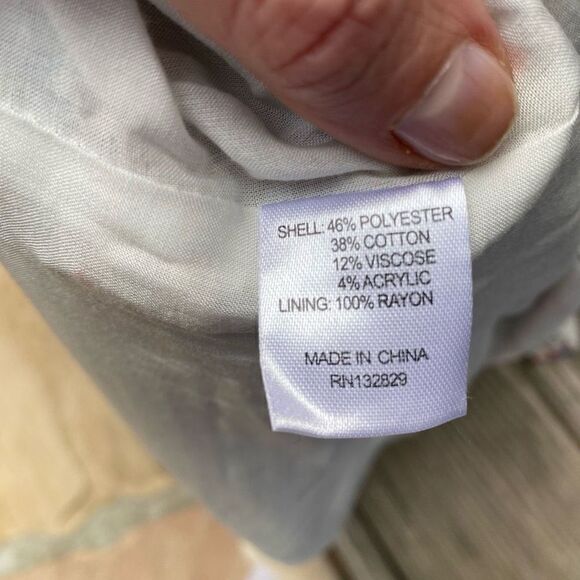 SHELL: 46% POLYESTER
38% COTTON
12% VISCOSE
4% ACRYLIC
LINING: 100% RAYON
MADE IN CHINA
RN132829